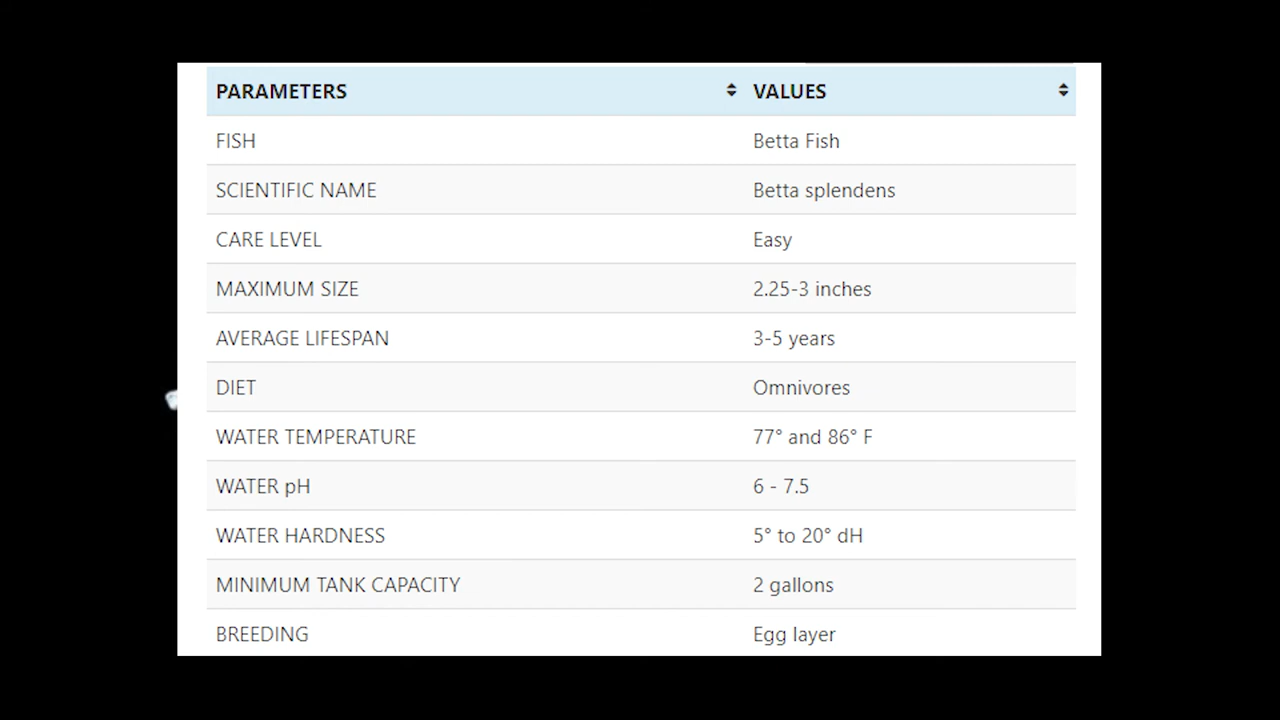 PARAMETERS VALUES
FISH Betta Fish
SCIENTIFIC NAME Betta splendens
CARE LEVEL Easy
MAXIMUM SIZE 2.25-3 inches
AVERAGE LIFESPAN 3-5 years
DIET Omnivores
WATER TEMPERATURE 77° and 86° F
WATER pH 6 - 7.5
WATER HARDNESS 5° to 20° dH
MINIMUM TANK CAPACITY 2 gallons
BREEDING Egg layer